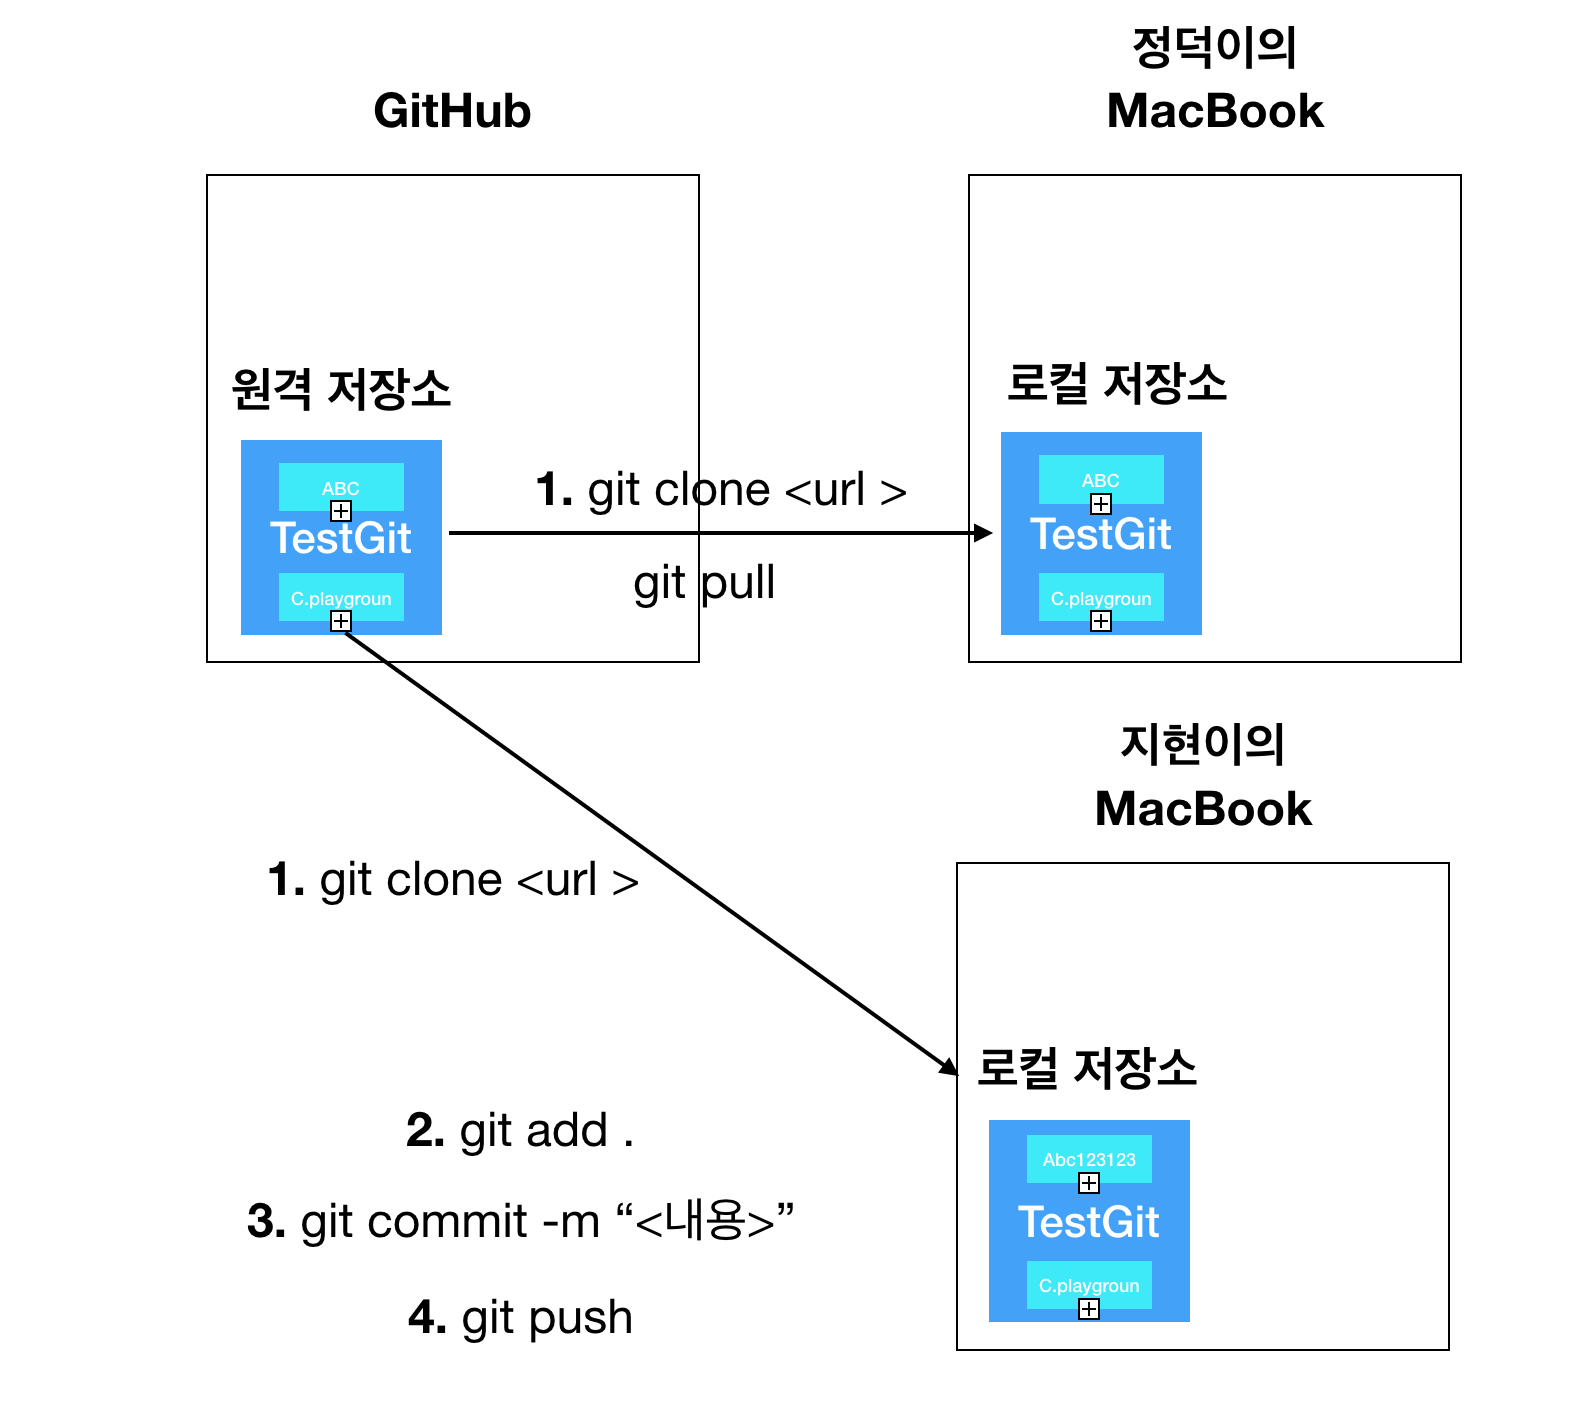 GitHub
정덕이의
MacBook
원격 저장소
ABC
TestGit
C.playgroun
1. git clone <url >
git pull
로컬 저장소
ABC
TestGit
C.playgroun
지현이의
MacBook
1. git clone <url >
로컬 저장소
Abc123123
TestGit
C.playgroun
2. git add .
3. git commit -m “<내용>”
4. git push